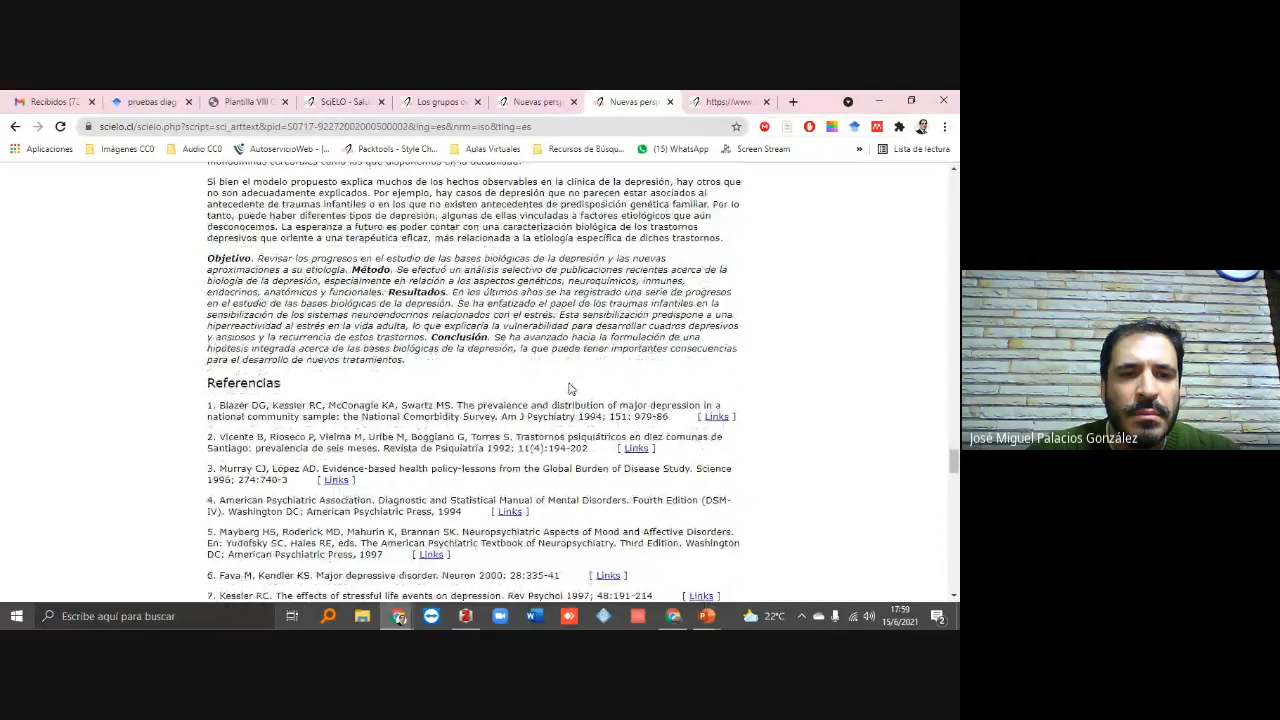 Recibidos (72
pruebas diag
Plantilla VIII C
SciELO - Salu
Los grupos d
Nuevas persp
Nuevas persp
https://www.
scielo.cl/scielo.php?script=sci_arttext&pid=S0717-92272002000500002&lng=es&nrm=iso&tlng=es
Aplicaciones
Imágenes CC0
Audio CC0
AutoservicioWeb -|...
Packtools - Style Ch...
Aulas Virtuales
Recursos de Búsqu...
(15) WhatsApp
Screen Stream
»
Lista de lectura
monoaminas cerebrales como los que disponemos en la actualidad.
Si bien el modelo propuesto explica muchos de los hechos observables en la clínica de la depresión, hay otros que
no son adecuadamente explicados. Por ejemplo, hay casos de depresión que no parecen estar asociados al
antecedente de traumas infantiles o en los que no existen antecedentes de predisposición genética familiar. Por lo
tanto, puede haber diferentes tipos de depresión, algunas de ellas vinculadas a factores etiológicos que aún
desconocemos. La esperanza a futuro es poder contar con una caracterización biológica de los trastornos
depresivos que oriente a una terapéutica eficaz, más relacionada a la etiología específica de dichos trastornos.
Objetivo. Revisar los progresos en el estudio de las bases biológicas de la depresión y las nuevas
aproximaciones a su etiología. Método. Se efectuó un análisis selectivo de publicaciones recientes acerca de la
biología de la depresión, especialmente en relación a los aspectos genéticos, neuroquímicos, inmunes,
endocrinos, anatómicos y funcionales. Resultados. En los últimos años se ha registrado una serie de progresos
en el estudio de las bases biológicas de la depresión. Se ha enfatizado el papel de los traumas infantiles en la
sensibilización de los sistemas neuroendocrinos relacionados con el estrés. Esta sensibilización predispone a una
hiperreactividad al estrés en la vida adulta, lo que explicaría la vulnerabilidad para desarrollar cuadros depresivos
y ansiosos y la recurrencia de estos trastornos. Conclusión. Se ha avanzado hacia la formulación de una
hipótesis integrada acerca de las bases biológicas de la depresión, la que puede tener importantes consecuencias
para el desarrollo de nuevos tratamientos.
Referencias
1. Blazer DG, Kessler RC, McConagle KA, Swartz MS. The prevalence and distribution of major depression in a
national community sample: the National Comorbidity Survey. Am J Psychiatry 1994; 151: 979-86 [ Links ]
2. Vicente B, Rioseco P, Vielma M, Uribe M, Boggiano G, Torres S. Trastornos psiquiátricos en diez comunas de
Santiago: prevalencia de seis meses. Revista de Psiquiatría 1992; 11(4):194-202 [ Links ]
3. Murray CJ, López AD. Evidence-based health policy-lessons from the Global Burden of Disease Study. Science
1996; 274:740-3 [ Links ]
4. American Psychiatric Association. Diagnostic and Statistical Manual of Mental Disorders. Fourth Edition (DSM-
IV). Washington DC; American Psychiatric Press, 1994 [ Links ]
5. Mayberg HS, Roderick MD, Mahurin K, Brannan SK. Neuropsychiatric Aspects of Mood and Affective Disorders.
En: Yudofsky SC, Hales RE, eds. The American Psychiatric Textbook of Neuropsychiatry. Third Edition. Washington
DC; American Psychiatric Press, 1997 [ Links ]
6. Fava M, Kendler KS. Major depressive disorder. Neuron 2000; 28:335-41 [ Links ]
7. Kessler RC. The effects of stressful life events on depression. Rev Psychol 1997; 48:191-214 [ Links ]
José Miguel Palacios González
Escribe aquí para buscar
22°C
17:59
15/6/2021
2